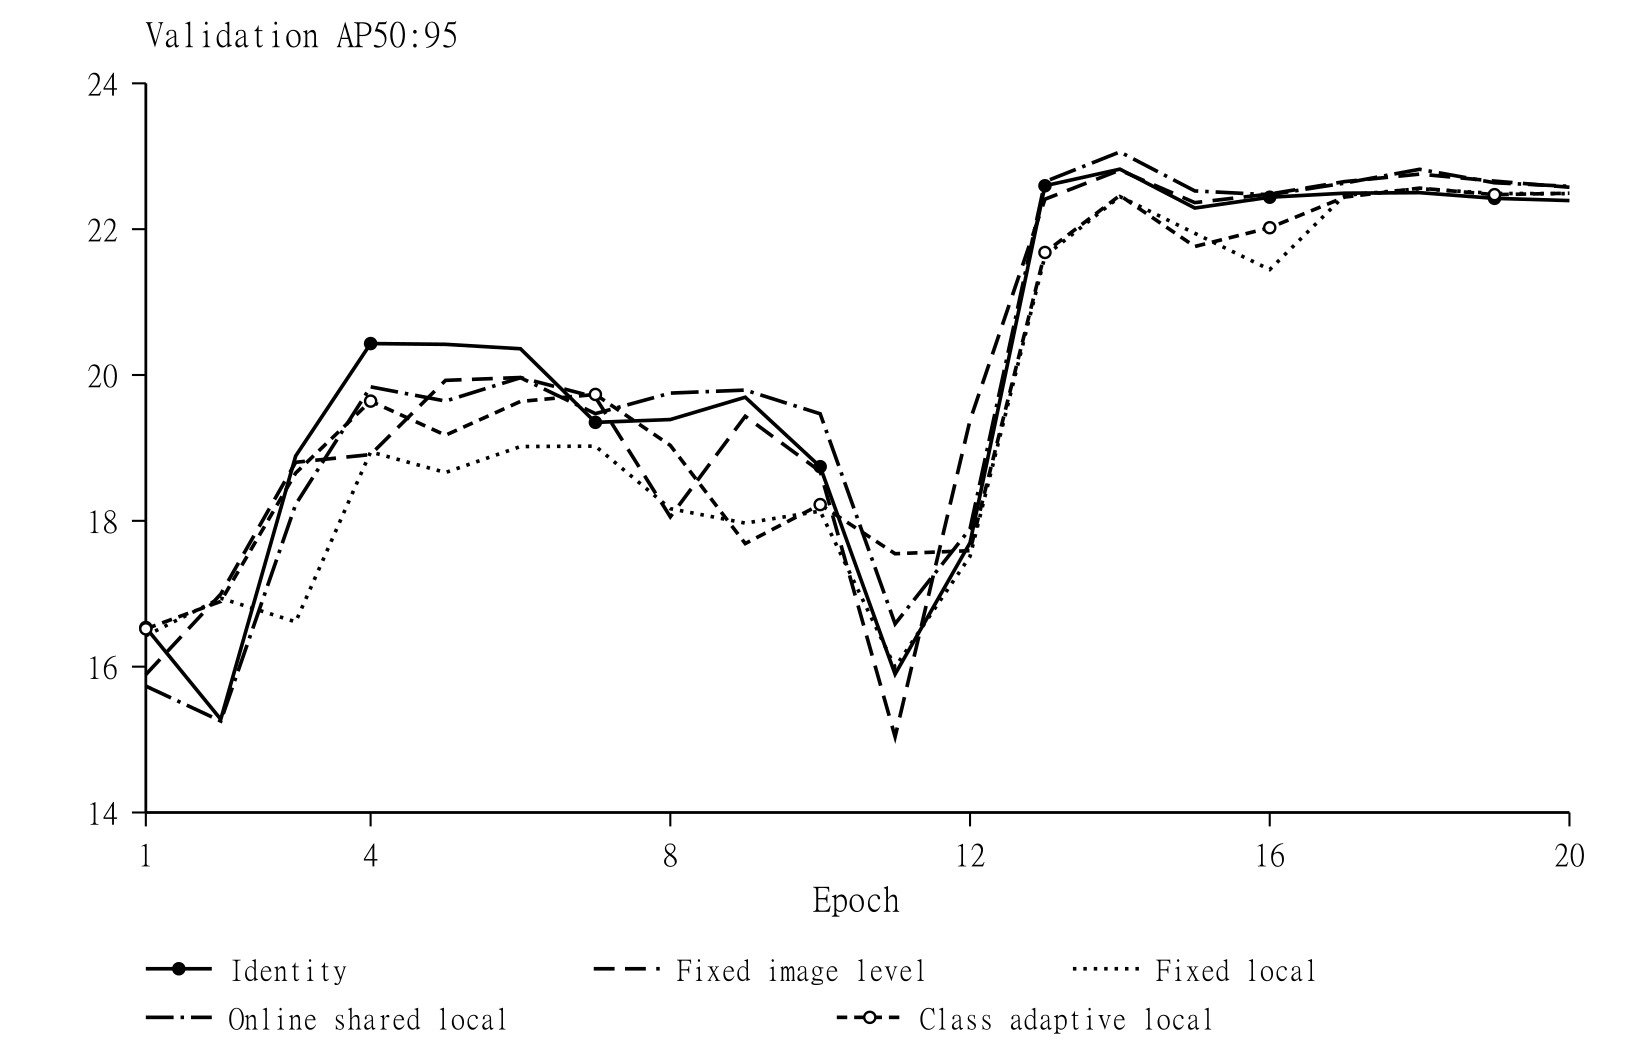 Validation AP50:95
24
22
20
18
16
14
1 4 8 12 16 20
Epoch
Identity Fixed image level Fixed local
Online shared local Class adaptive local